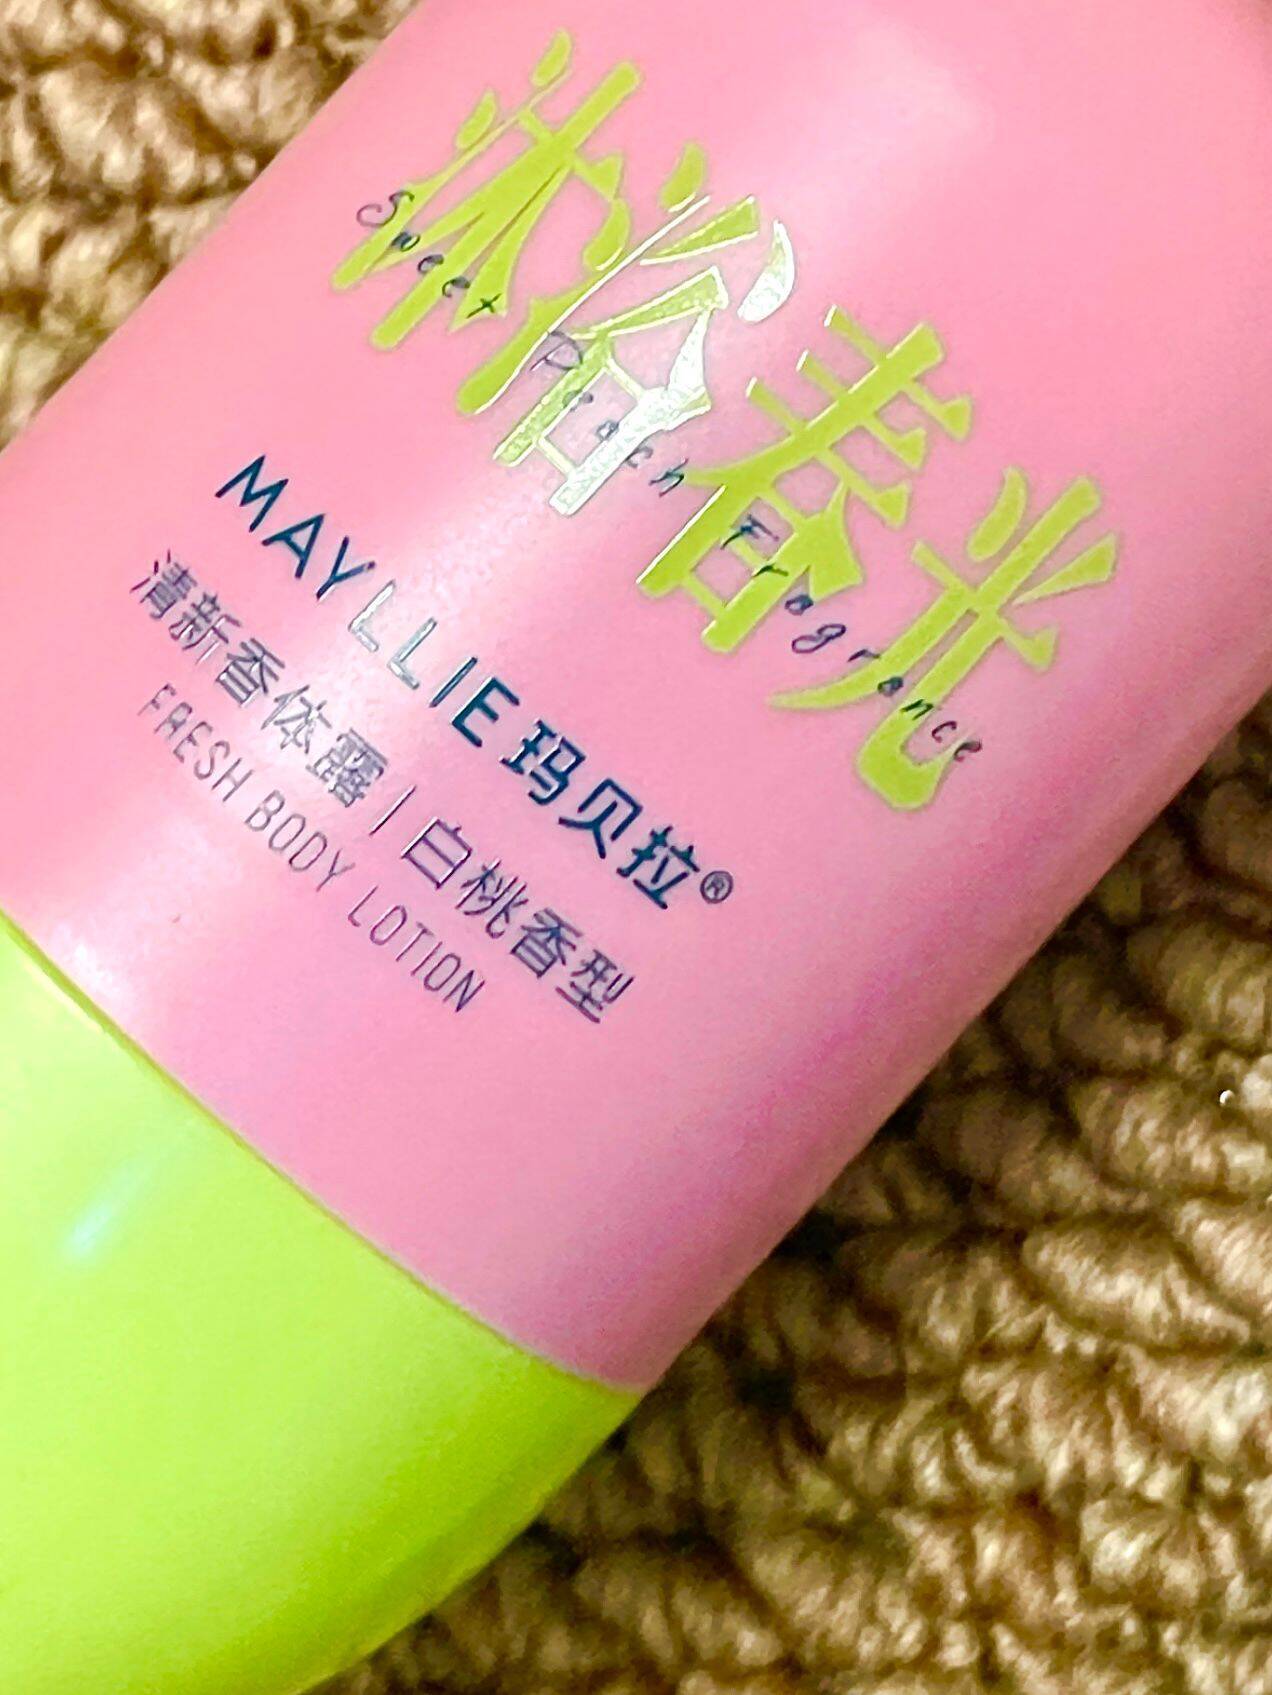 沐浴春光
Sweet Peach Fragrance
MAYLLIE 玛贝拉®
清新香体露 | 白桃香型
FRESH BODY LOTION